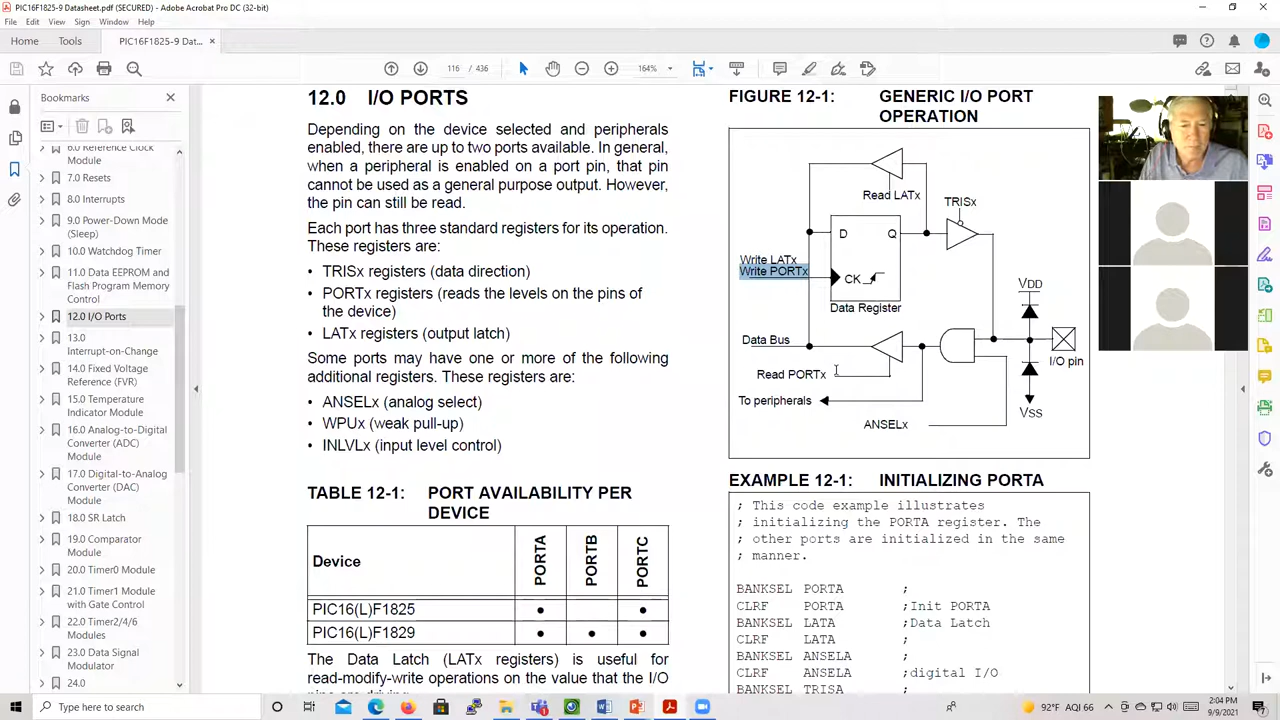 PIC16F1825-9 Datasheet.pdf (SECURED) - Adobe Acrobat Pro DC (32-bit)
File Edit View Sign Window Help
Home Tools PIC16F1825-9 Dat... ×
116 / 436 164%
Bookmarks
6.0 Reference Clock
Module
7.0 Resets
8.0 Interrupts
9.0 Power-Down Mode
(Sleep)
10.0 Watchdog Timer
11.0 Data EEPROM and
Flash Program Memory
Control
12.0 I/O Ports
13.0
Interrupt-on-Change
14.0 Fixed Voltage
Reference (FVR)
15.0 Temperature
Indicator Module
16.0 Analog-to-Digital
Converter (ADC)
Module
17.0 Digital-to-Analog
Converter (DAC)
Module
18.0 SR Latch
19.0 Comparator
Module
20.0 Timer0 Module
21.0 Timer1 Module
with Gate Control
22.0 Timer2/4/6
Modules
23.0 Data Signal
Modulator
24.0
12.0 I/O PORTS
Depending on the device selected and peripherals
enabled, there are up to two ports available. In general,
when a peripheral is enabled on a port pin, that pin
cannot be used as a general purpose output. However,
the pin can still be read.
Each port has three standard registers for its operation.
These registers are:
• TRISx registers (data direction)
• PORTx registers (reads the levels on the pins of
the device)
• LATx registers (output latch)
Some ports may have one or more of the following
additional registers. These registers are:
• ANSELx (analog select)
• WPUx (weak pull-up)
• INLVLx (input level control)
TABLE 12-1: PORT AVAILABILITY PER
DEVICE
Device PORTA PORTB PORTC
PIC16(L)F1825 • •
PIC16(L)F1829 • • •
The Data Latch (LATx registers) is useful for
read-modify-write operations on the value that the I/O
pins are driving.
FIGURE 12-1: GENERIC I/O PORT
OPERATION
Read LATx
TRISx
D Q
Write LATx
Write PORTx
CK
Data Register
VDD
Data Bus
I/O pin
Read PORTx
To peripherals
VSS
ANSELx
EXAMPLE 12-1: INITIALIZING PORTA
; This code example illustrates
; initializing the PORTA register. The
; other ports are initialized in the same
; manner.
BANKSEL PORTA ;
CLRF PORTA ;Init PORTA
BANKSEL LATA ;Data Latch
CLRF LATA ;
BANKSEL ANSELA ;
CLRF ANSELA ;digital I/O
BANKSEL TRISA ;
Type here to search
92°F AQI 66
2:04 PM
9/9/2021